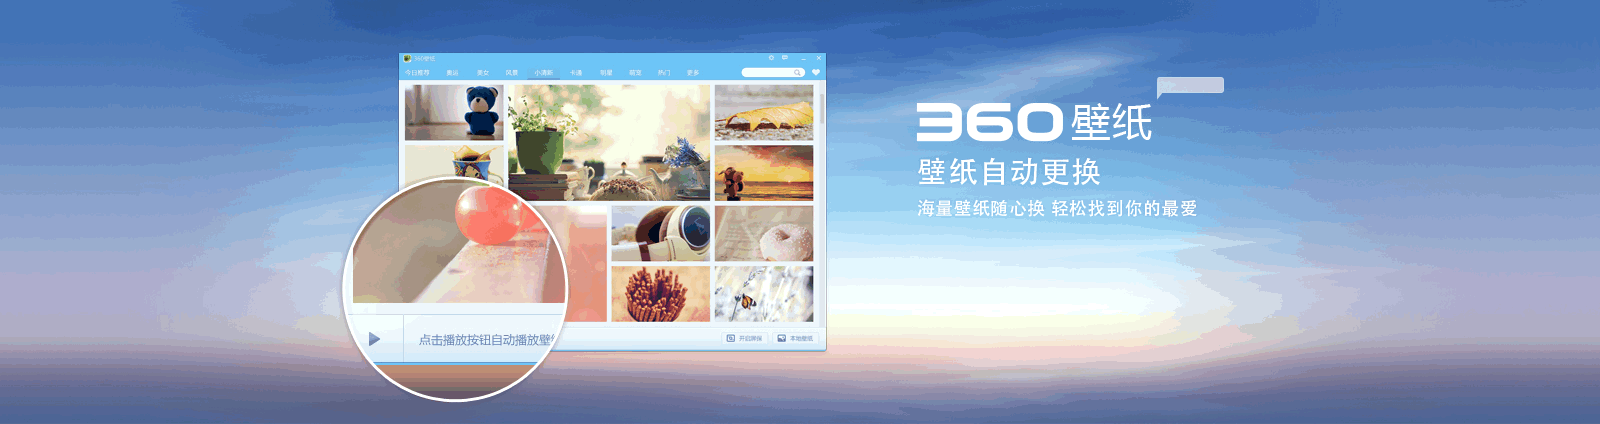 360壁纸
今日推荐 奥运 美女 风景 小清新 卡通 明星 萌宠 热门 更多
点击播放按钮自动播放壁纸
开启屏保 本地壁纸
360壁纸
壁纸自动更换
海量壁纸随心换 轻松找到你的最爱